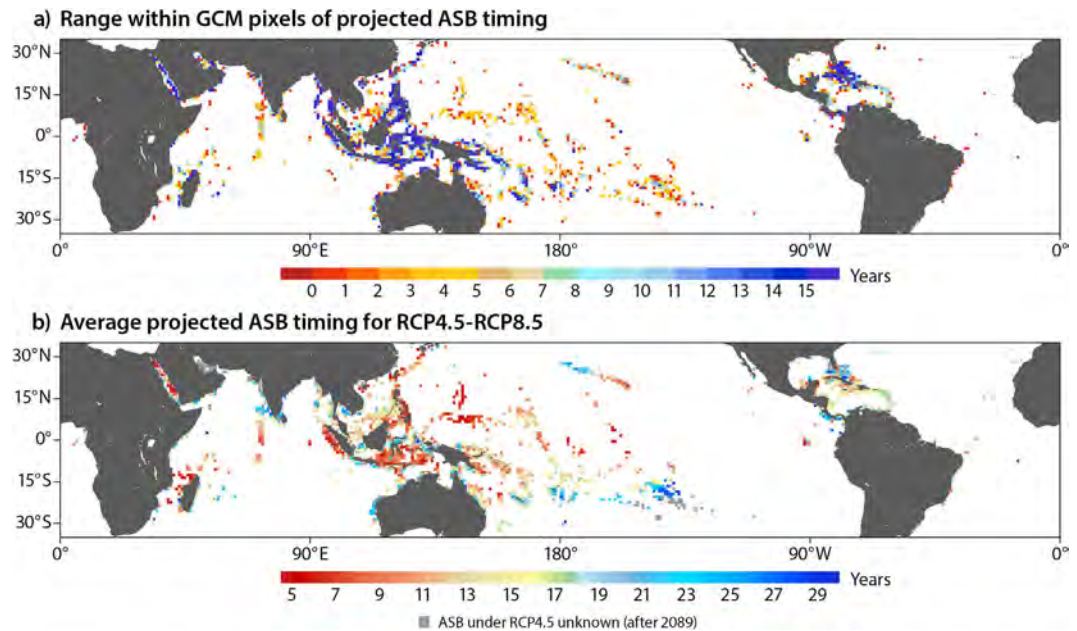 a) Range within GCM pixels of projected ASB timing
30°N
15°N
0°
15°S
30°S
0° 90°E 180° 90°W 0°
0 1 2 3 4 5 6 7 8 9 10 11 12 13 14 15 Years
b) Average projected ASB timing for RCP4.5-RCP8.5
30°N
15°N
0°
15°S
30°S
0° 90°E 180° 90°W 0°
5 7 9 11 13 15 17 19 21 23 25 27 29 Years
ASB under RCP4.5 unknown (after 2089)